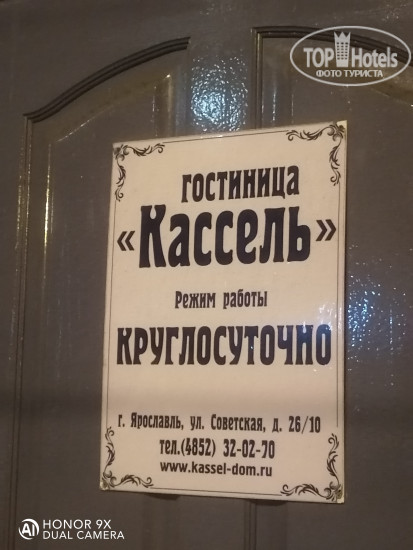 TOP Hotels
ФОТО ТУРИСТА
гостиница
«Кассель»
Режим работы
КРУГЛОСУТОЧНО
г. Ярославль, ул. Советская, д. 26/10
тел.(4852) 32-02-70
www.kassel-dom.ru
AI HONOR 9X
DUAL CAMERA